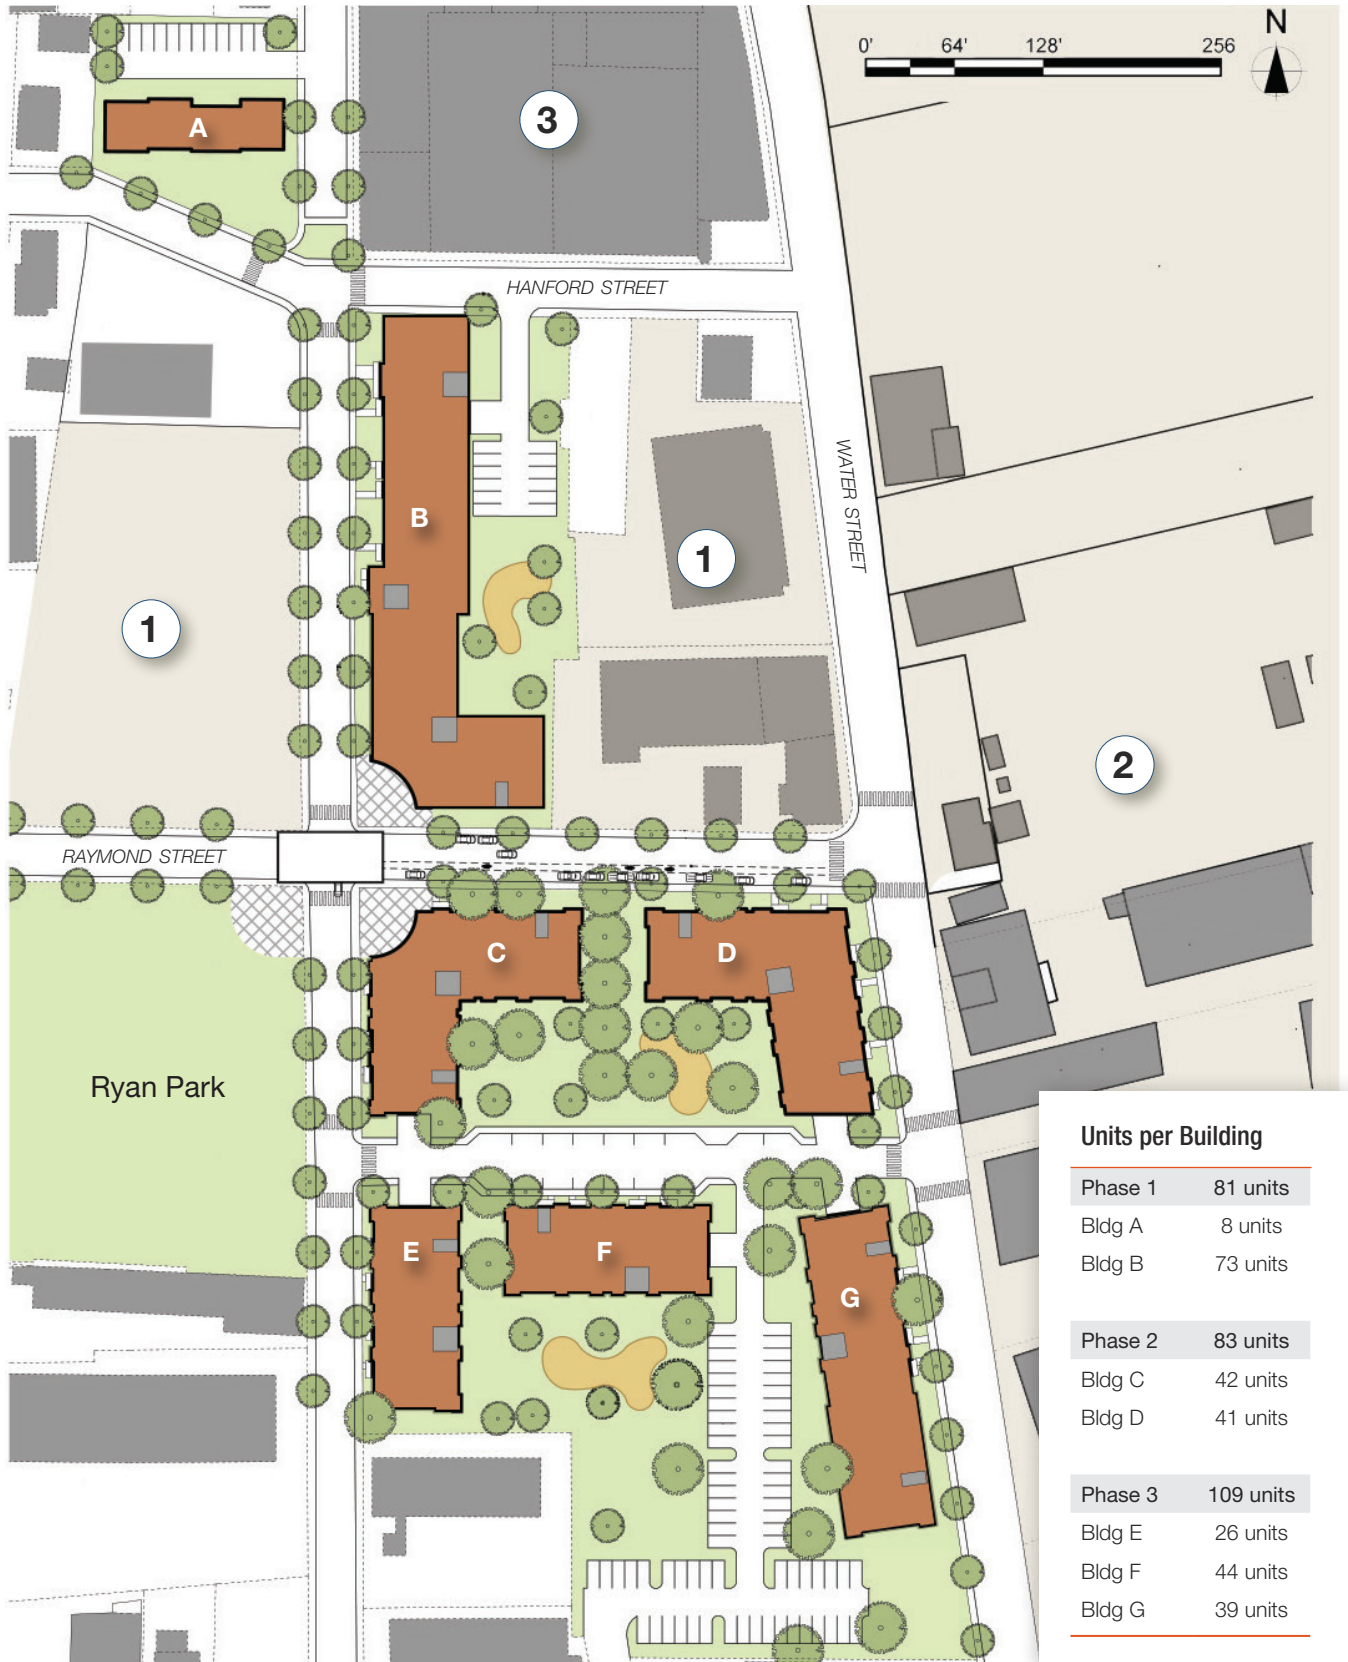 N
0' 64' 128' 256
3
A
HANFORD STREET
WATER STREET
B
1
1
2
RAYMOND STREET
C
D
Ryan Park
E
F
G
Units per Building
Phase 1 81 units
Bldg A 8 units
Bldg B 73 units
Phase 2 83 units
Bldg C 42 units
Bldg D 41 units
Phase 3 109 units
Bldg E 26 units
Bldg F 44 units
Bldg G 39 units